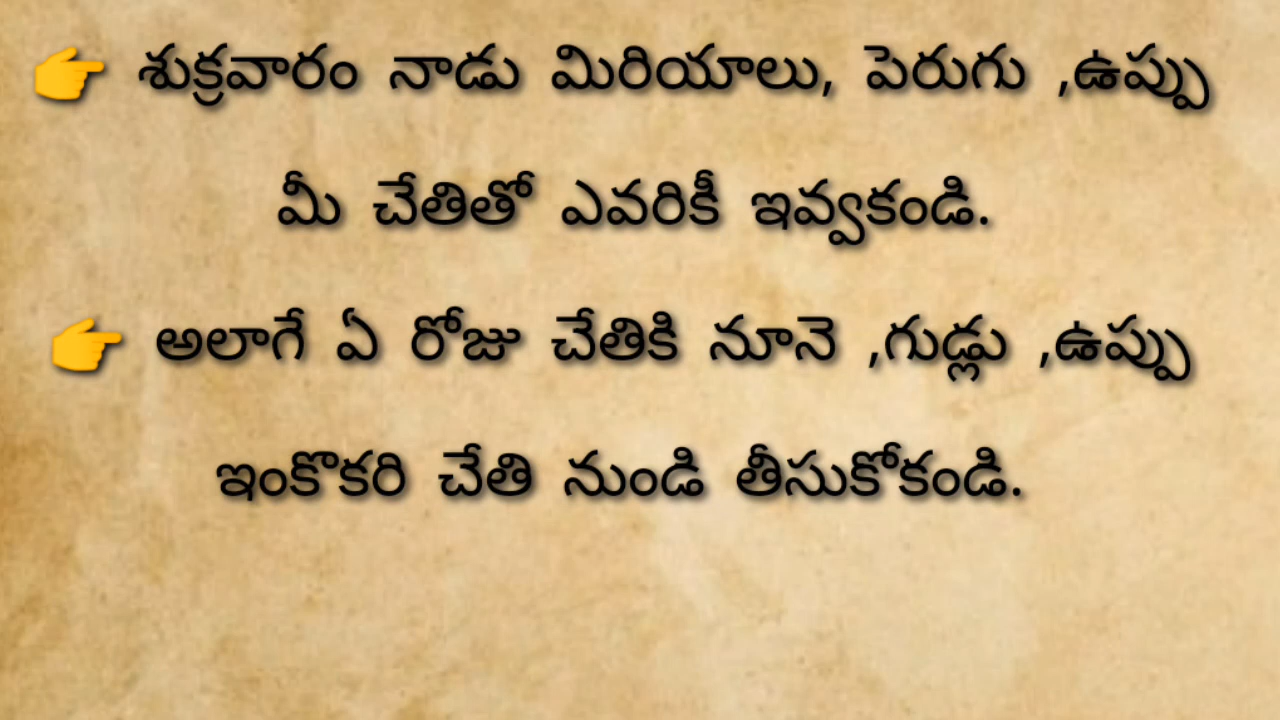 👉 శుక్రవారం నాడు మిరియాలు, పెరుగు ,ఉప్పు
మీ చేతితో ఎవరికీ ఇవ్వకండి.
👉 అలాగే ఏ రోజు చేతికి నూనె ,గుడ్లు ,ఉప్పు
ఇంకొకరి చేతి నుండి తీసుకోకండి.